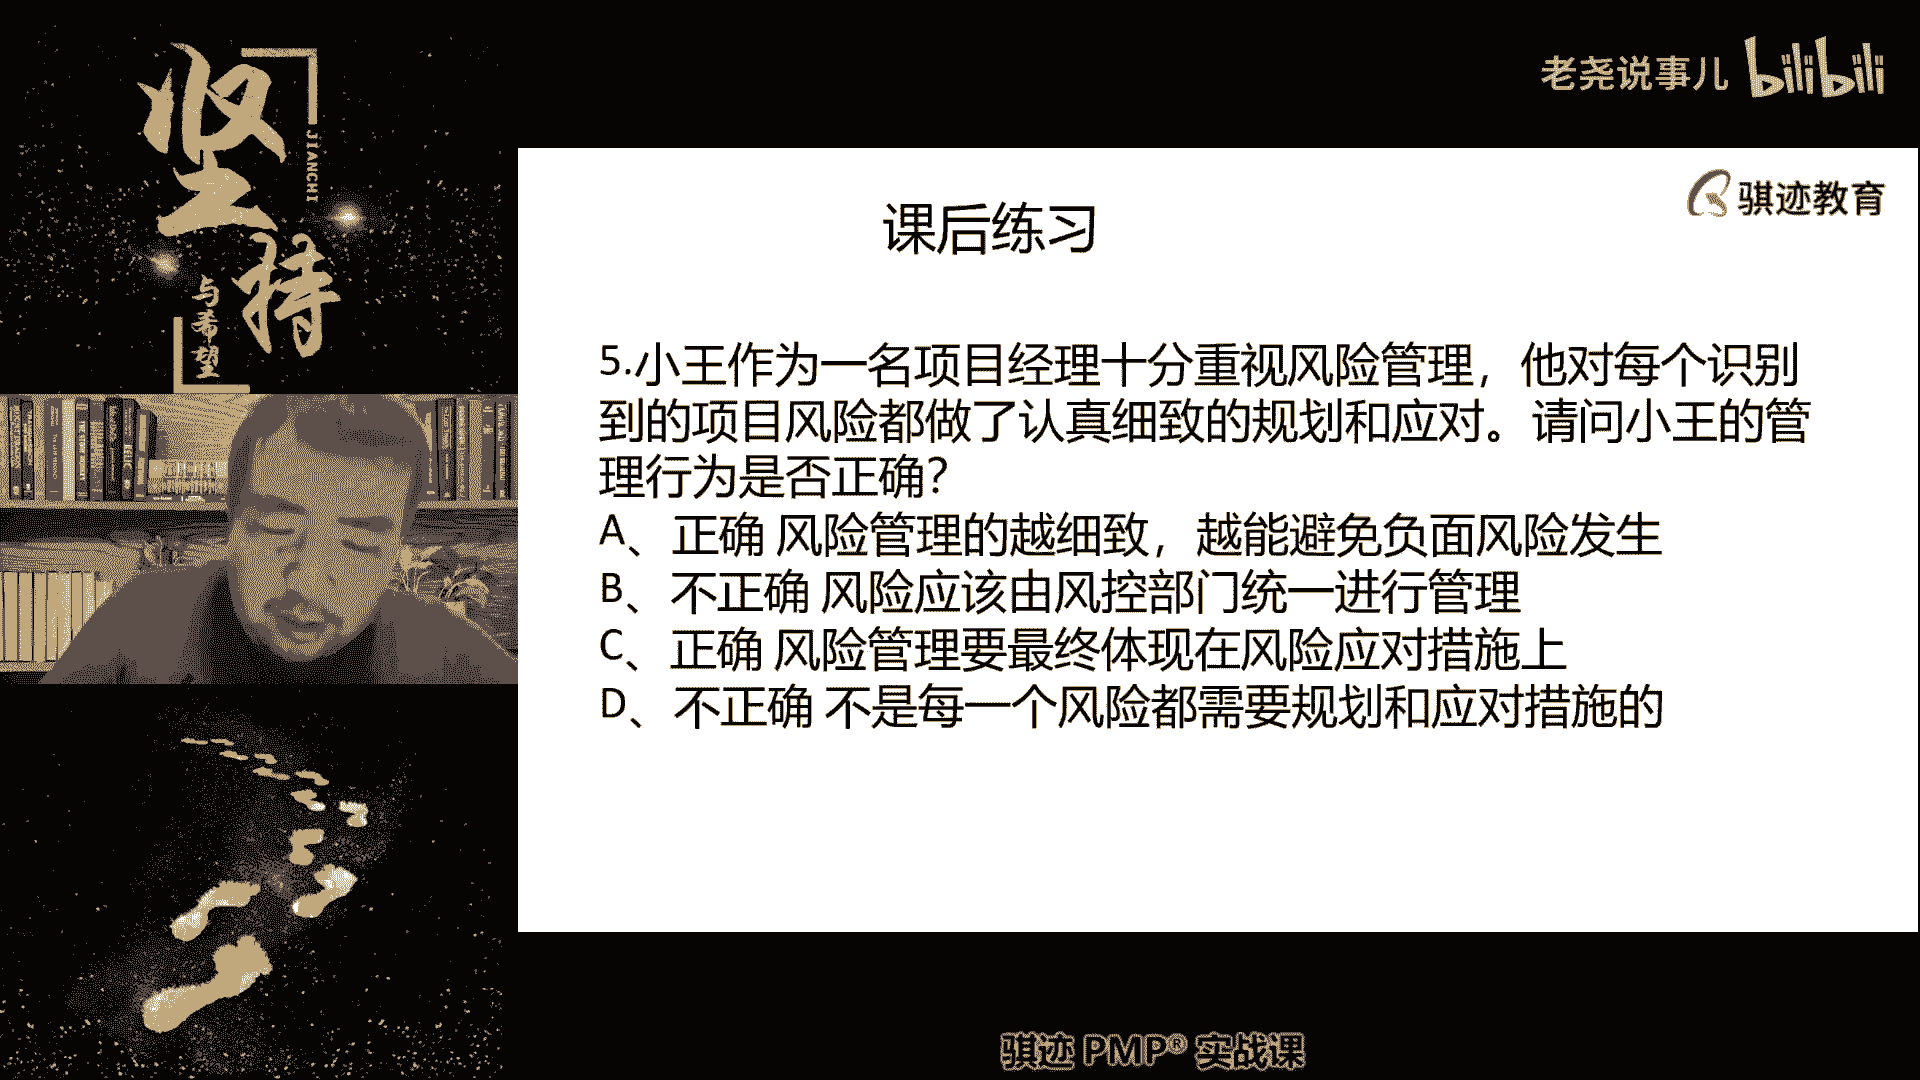 坚持
JIANCHI
与希望
老尧说事儿 bilibili
骐迹教育
课后练习
5.小王作为一名项目经理十分重视风险管理，他对每个识别
到的项目风险都做了认真细致的规划和应对。请问小王的管
理行为是否正确？
A、正确 风险管理的越细致，越能避免负面风险发生
B、不正确 风险应该由风控部门统一进行管理
C、正确 风险管理要最终体现在风险应对措施上
D、不正确 不是每一个风险都需要规划和应对措施的
骐迹 PMP® 实战课